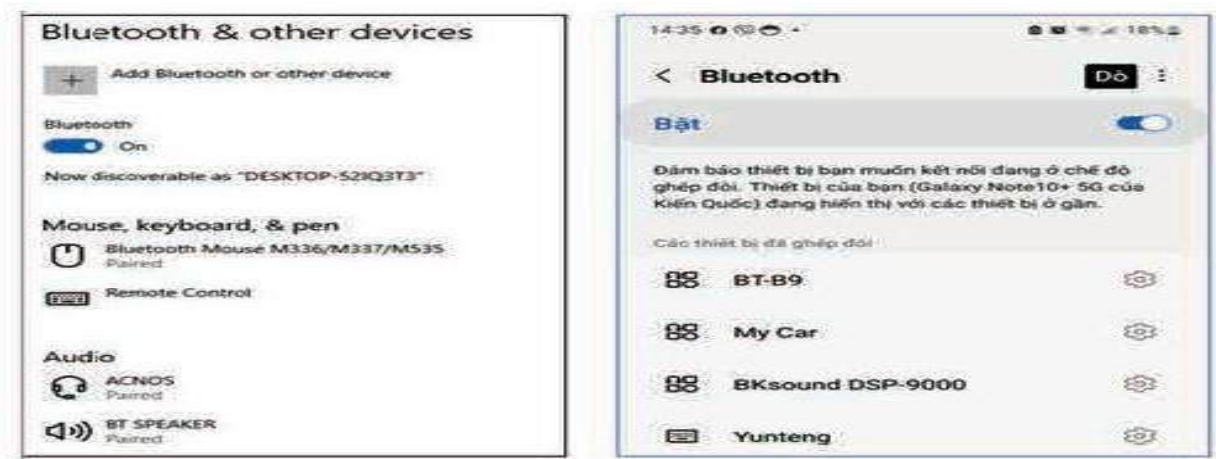 Bluetooth & other devices
Add Bluetooth or other device
Bluetooth
On
Now discoverable as "DESKTOP-52IQ3T3"
Mouse, keyboard, & pen
Bluetooth Mouse M336/M337/M535
Paired
Remote Control
Audio
ACNOS
Paired
BT SPEAKER
Paired
14:35
18%
Bluetooth
Dò
Bật
Đảm bảo thiết bị bạn muốn kết nối đang ở chế độ
ghép đôi. Thiết bị của bạn (Galaxy Note10+ 5G của
Kiến Quốc) đang hiển thị với các thiết bị ở gần.
Các thiết bị đã ghép đôi
BT-B9
My Car
BKsound DSP-9000
Yunteng